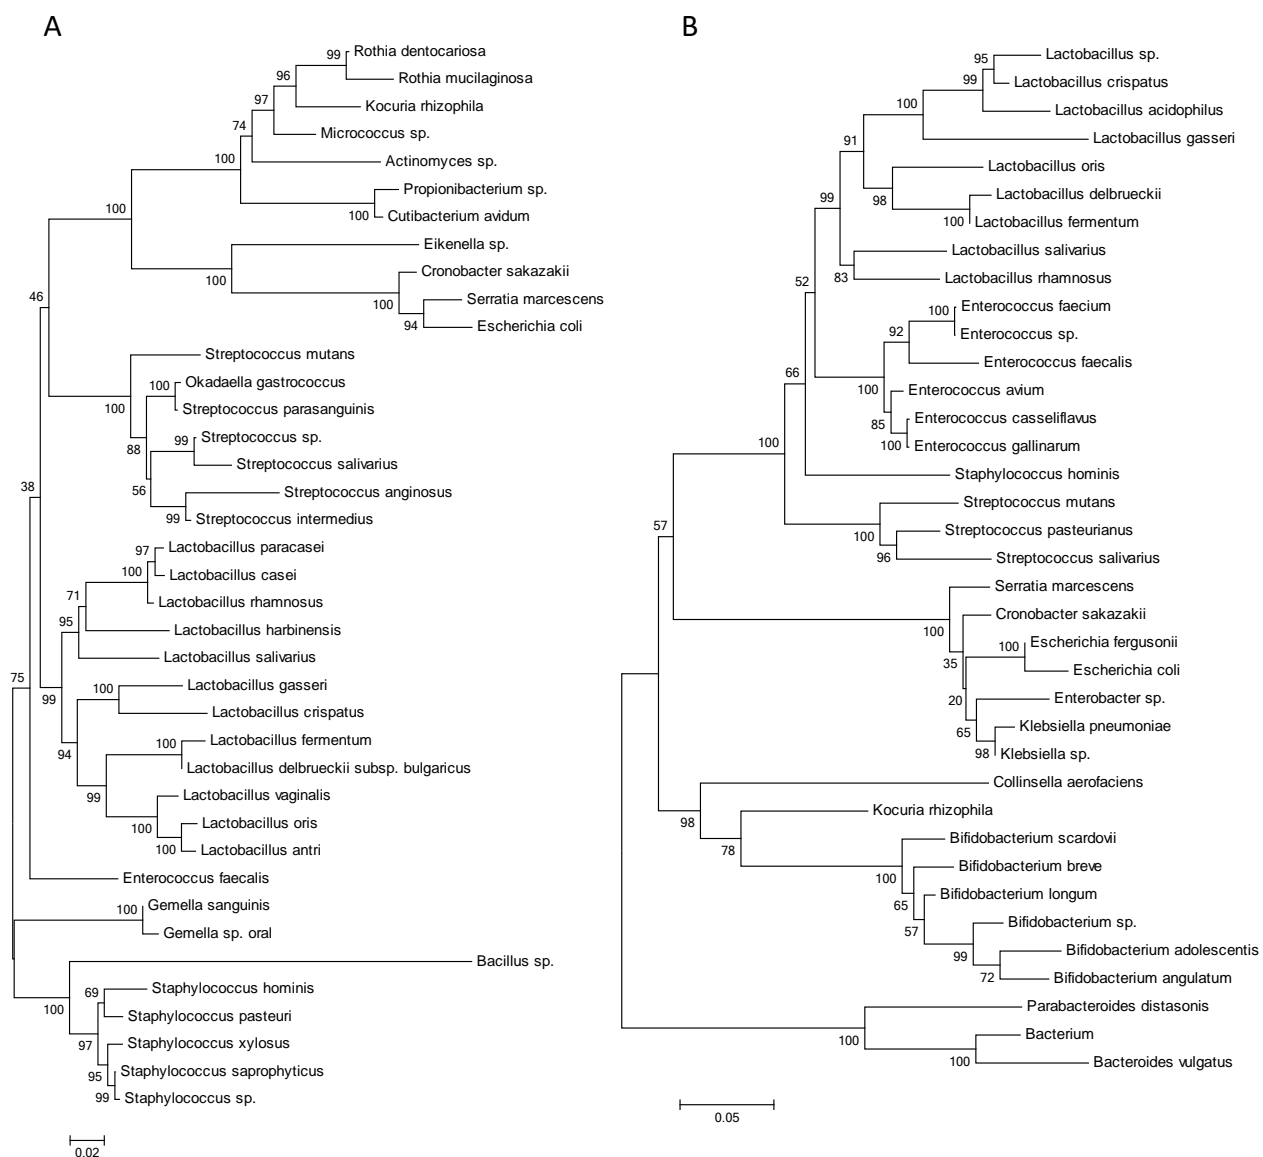 A
99 Rothia dentocariosa
96 Rothia mucilaginosa
97 Kocuria rhizophila
74 Micrococcus sp.
100 Actinomyces sp.
Propionibacterium sp.
100 100 Cutibacterium avidum
Eikenella sp.
100 Cronobacter sakazakii
100 Serratia marcescens
46 94 Escherichia coli
Streptococcus mutans
100 Okadaella gastrococcus
100 Streptococcus parasanguinis
99 Streptococcus sp.
88 Streptococcus salivarius
38 56 Streptococcus anginosus
99 Streptococcus intermedius
97 Lactobacillus paracasei
100 Lactobacillus casei
71 Lactobacillus rhamnosus
95 Lactobacillus harbinensis
75 Lactobacillus salivarius
99 100 Lactobacillus gasseri
Lactobacillus crispatus
94 100 Lactobacillus fermentum
Lactobacillus delbrueckii subsp. bulgaricus
99 Lactobacillus vaginalis
100 Lactobacillus oris
100 Lactobacillus antri
Enterococcus faecalis
100 Gemella sanguinis
Gemella sp. oral
Bacillus sp.
100 69 Staphylococcus hominis
Staphylococcus pasteuri
97 Staphylococcus xylosus
95 Staphylococcus saprophyticus
99 Staphylococcus sp.
0.02
B
95 Lactobacillus sp.
99 Lactobacillus crispatus
100 Lactobacillus acidophilus
91 Lactobacillus gasseri
Lactobacillus oris
99 98 Lactobacillus delbrueckii
100 Lactobacillus fermentum
Lactobacillus salivarius
52 83 Lactobacillus rhamnosus
100 Enterococcus faecium
92 Enterococcus sp.
66 Enterococcus faecalis
100 Enterococcus avium
85 Enterococcus casseliflavus
100 100 Enterococcus gallinarum
Staphylococcus hominis
Streptococcus mutans
57 100 Streptococcus pasteurianus
96 Streptococcus salivarius
Serratia marcescens
100 Cronobacter sakazakii
100 Escherichia fergusonii
35 Escherichia coli
20 Enterobacter sp.
65 Klebsiella pneumoniae
98 Klebsiella sp.
Collinsella aerofaciens
98 Kocuria rhizophila
78 Bifidobacterium scardovii
100 Bifidobacterium breve
65 Bifidobacterium longum
57 Bifidobacterium sp.
99 Bifidobacterium adolescentis
72 Bifidobacterium angulatum
Parabacteroides distasonis
100 Bacterium
100 Bacteroides vulgatus
0.05